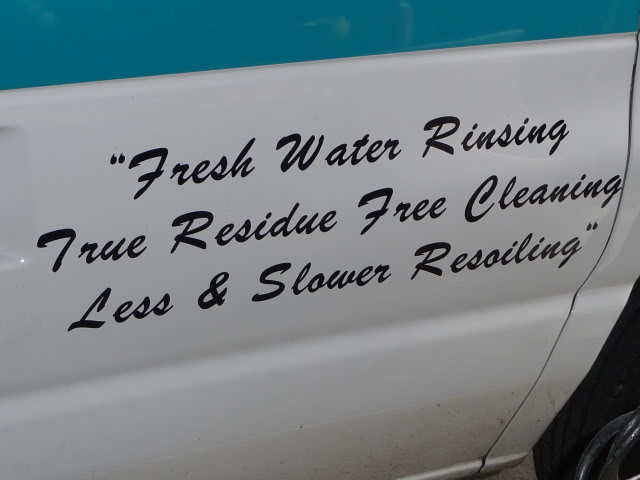 "Fresh Water Rinsing
True Residue Free Cleaning
Less & Slower Resoiling"